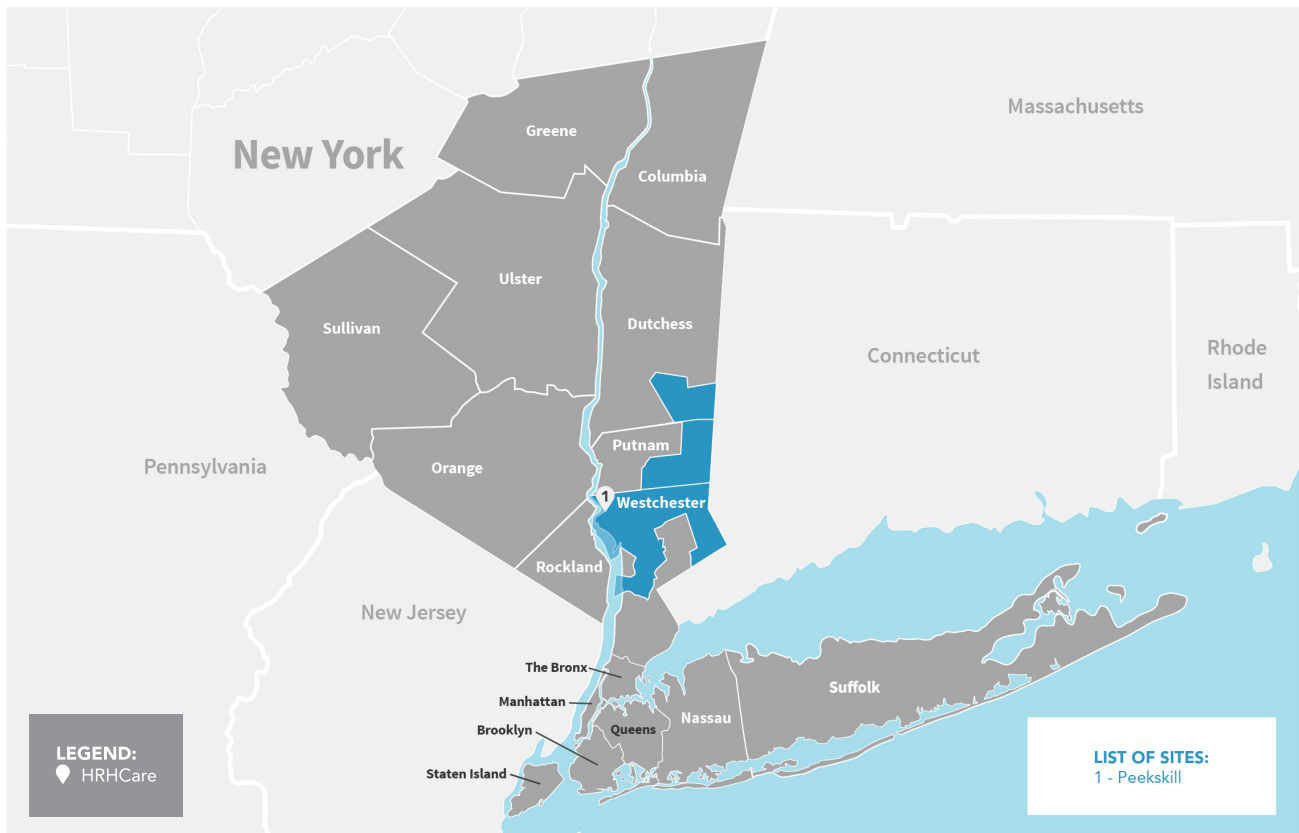 Massachusetts
Greene
New York
Columbia
Ulster
Sullivan
Dutchess
Connecticut
Rhode
Island
Putnam
Pennsylvania
Orange
1
Westchester
Rockland
New Jersey
The Bronx
Manhattan
Queens
Nassau
Suffolk
Brooklyn
Staten Island
LEGEND:
HRHCare
LIST OF SITES:
1 - Peekskill